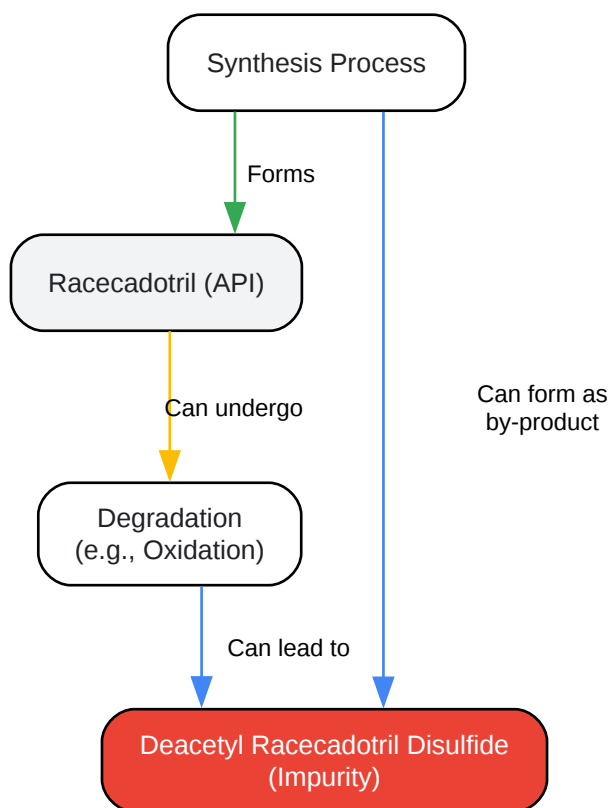 Synthesis Process
Forms
Racecadotril (API)
Can undergo
Can form as
by-product
Degradation
(e.g., Oxidation)
Can lead to
Deacetyl Racecadotril Disulfide
(Impurity)